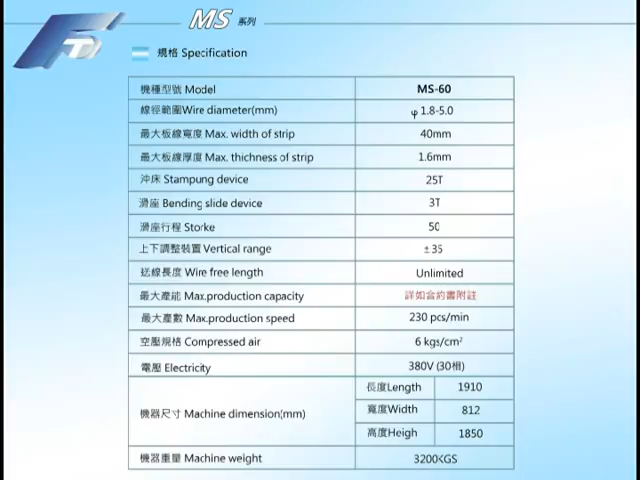 MS 系列
規格 Specification
機種型號 Model MS-60
線徑範圍Wire diameter(mm) φ 1.8-5.0
最大板線寬度 Max. width of strip 40mm
最大板線厚度 Max. thichness of strip 1.6mm
沖床 Stampung device 25T
滑座 Bending slide device 3T
滑座行程 Storke 50
上下調整裝置 Vertical range ±35
送線長度 Wire free length Unlimited
最大產能 Max.production capacity 詳如合約書附註
最大產數 Max.production speed 230 pcs/min
空壓規格 Compressed air 6 kgs/cm²
電壓 Electricity 380V (30相)
機器尺寸 Machine dimension(mm)
長度Length 1910
寬度Width 812
高度Heigh 1850
機器重量 Machine weight 3200KGS